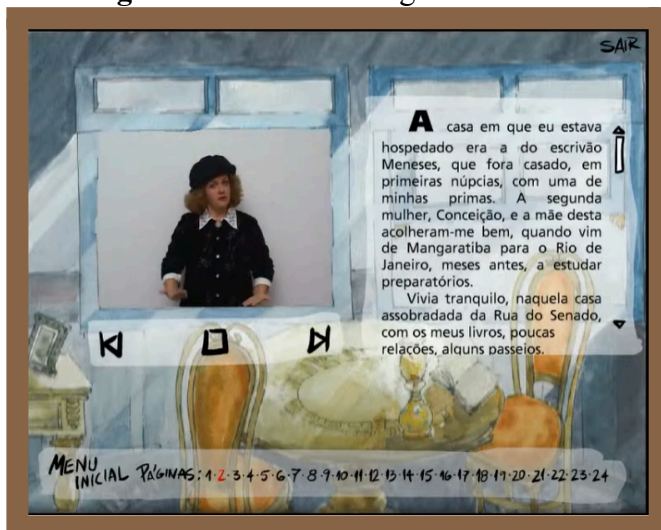 SAIR
A casa em que eu estava
hospedado era a do escrivão
Meneses, que fora casado, em
primeiras núpcias, com uma de
minhas primas. A segunda
mulher, Conceição, e a mãe desta
acolheram-me bem, quando vim
de Mangaratiba para o Rio de
Janeiro, meses antes, a estudar
preparatórios.
Vivia tranquilo, naquela casa
assobradada da Rua do Senado,
com os meus livros, poucas
relações, alguns passeios.
MENU
INICIAL PÁGINAS: 1·2·3·4·5·6·7·8·9·10·11·12·13·14·15·16·17·18·19·20·21·22·23·24